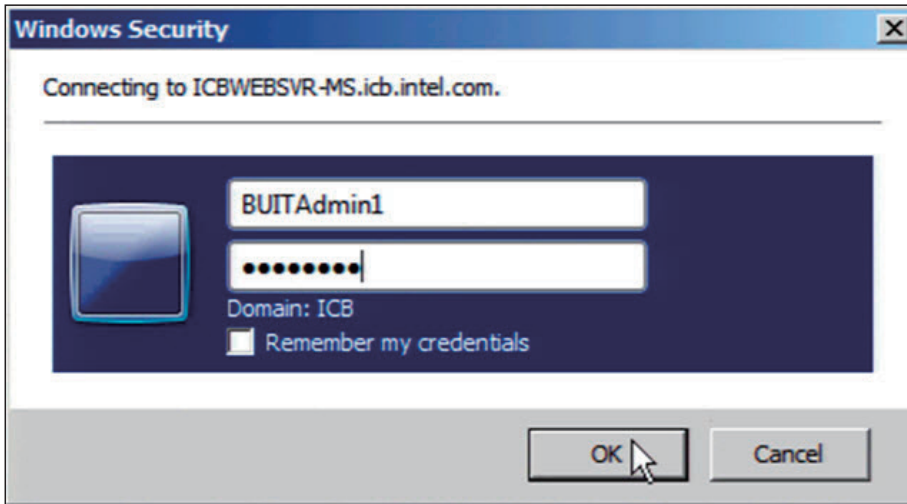 Windows Security
Connecting to ICBWEBSVR-MS.icb.intel.com.
BUITAdmin1
••••••••
Domain: ICB
Remember my credentials
OK
Cancel